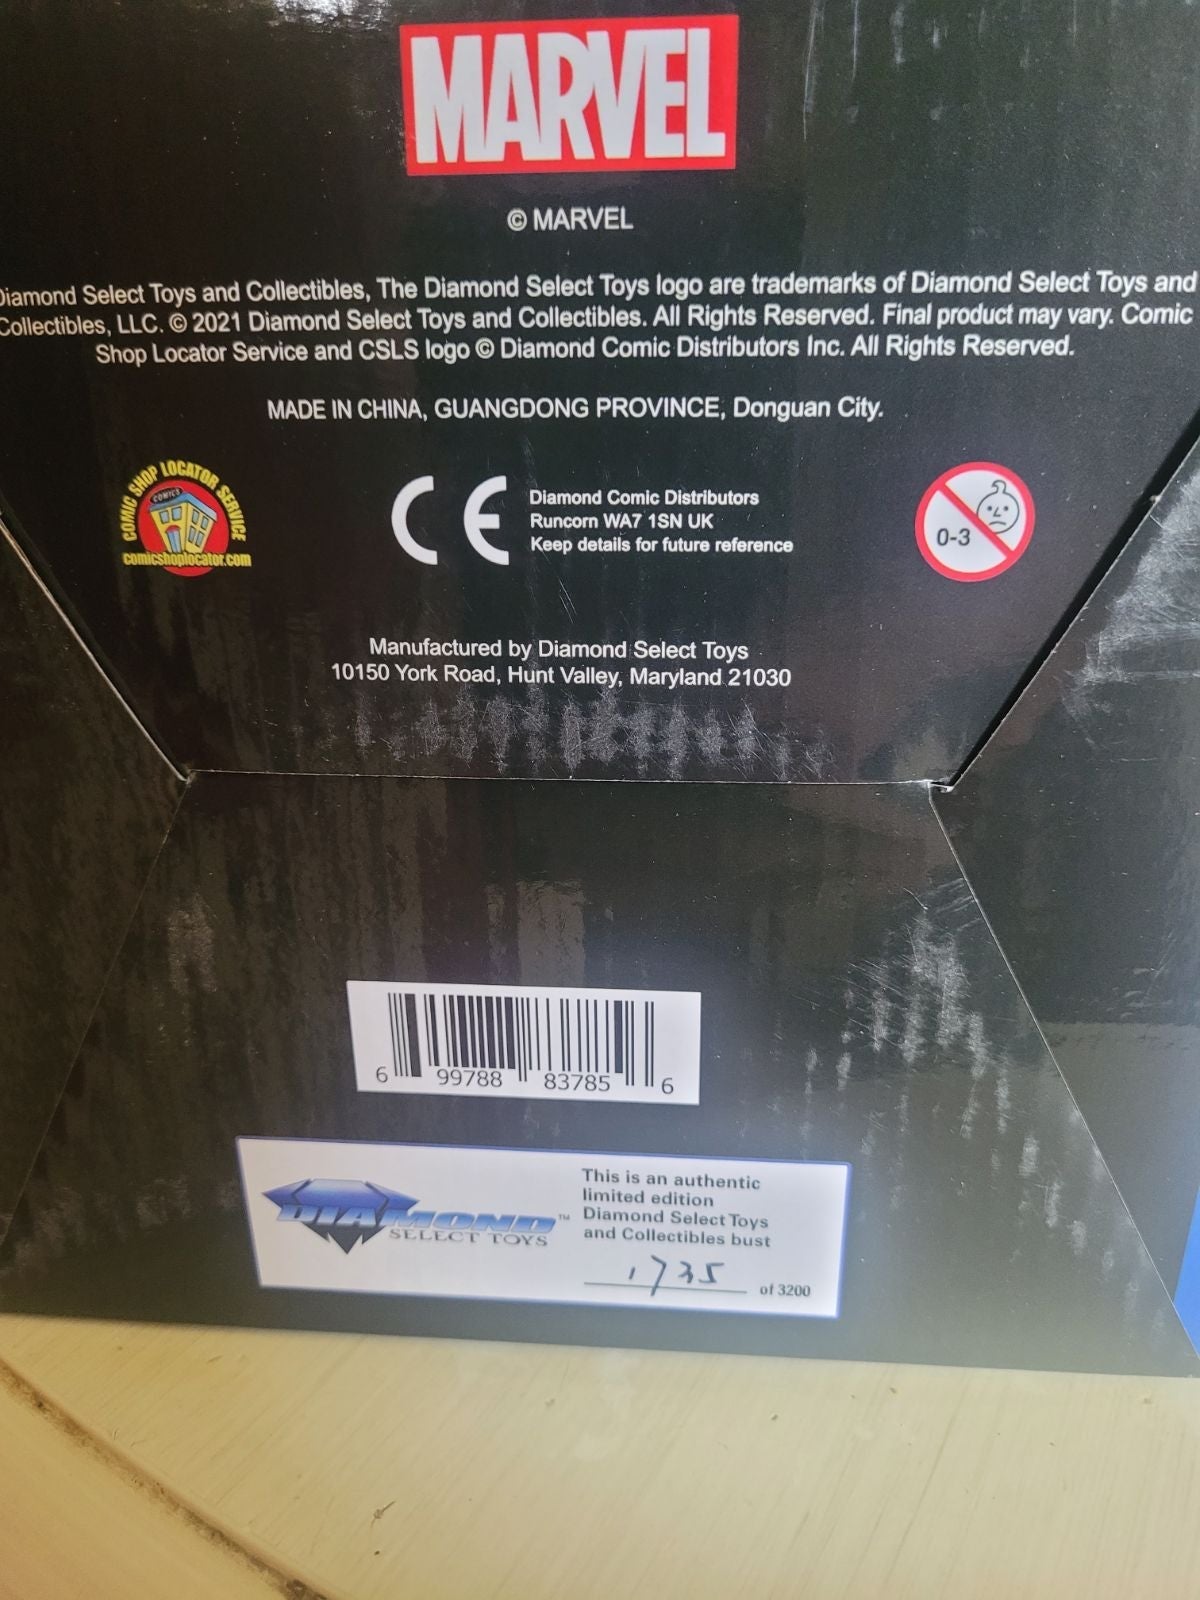 MARVEL
© MARVEL
Diamond Select Toys and Collectibles, The Diamond Select Toys logo are trademarks of Diamond Select Toys and
Collectibles, LLC. © 2021 Diamond Select Toys and Collectibles. All Rights Reserved. Final product may vary. Comic
Shop Locator Service and CSLS logo © Diamond Comic Distributors Inc. All Rights Reserved.
MADE IN CHINA, GUANGDONG PROVINCE, Donguan City.
COMIC SHOP LOCATOR SERVICE
COMICS
comicshoplocator.com
CE
Diamond Comic Distributors
Runcorn WA7 1SN UK
Keep details for future reference
0-3
Manufactured by Diamond Select Toys
10150 York Road, Hunt Valley, Maryland 21030
6 99788 83785 6
DIAMOND™
SELECT TOYS
This is an authentic
limited edition
Diamond Select Toys
and Collectibles bust
1735 of 3200